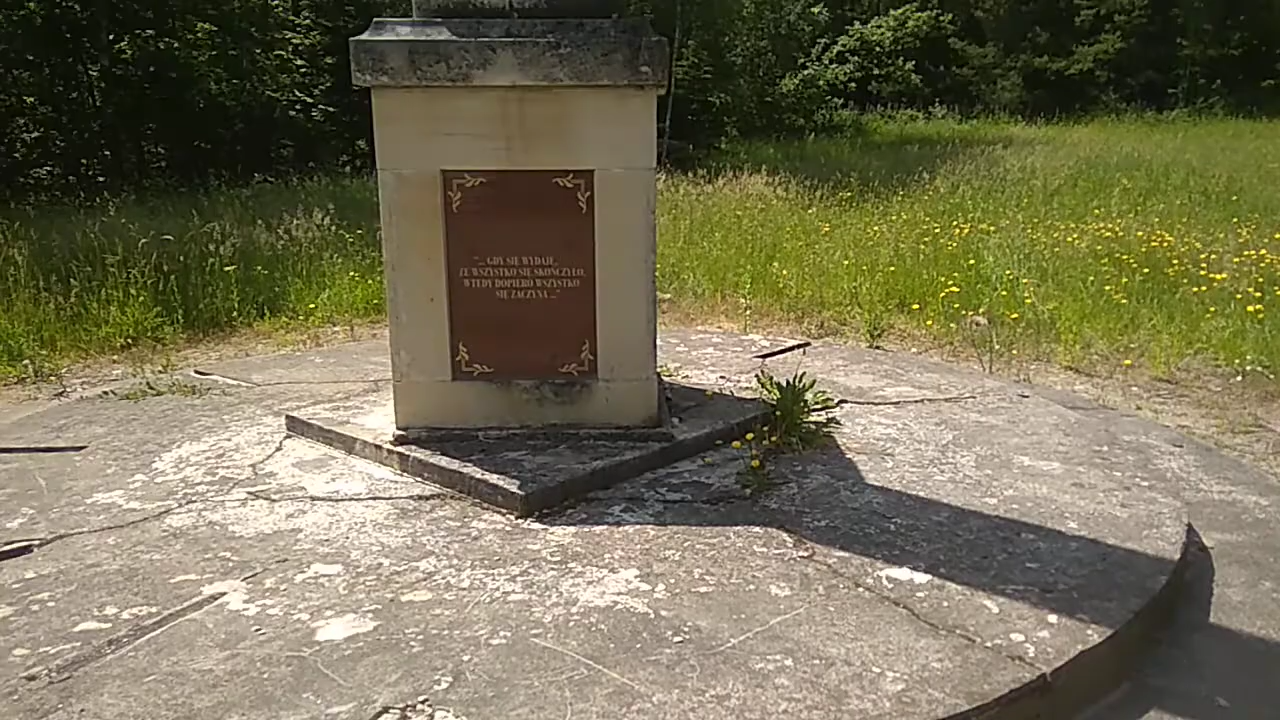 "... GDY SIĘ WYDAJE,
ŻE WSZYSTKO SIĘ SKOŃCZYŁO,
WTEDY DOPIERO WSZYSTKO
SIĘ ZACZYNA ..."